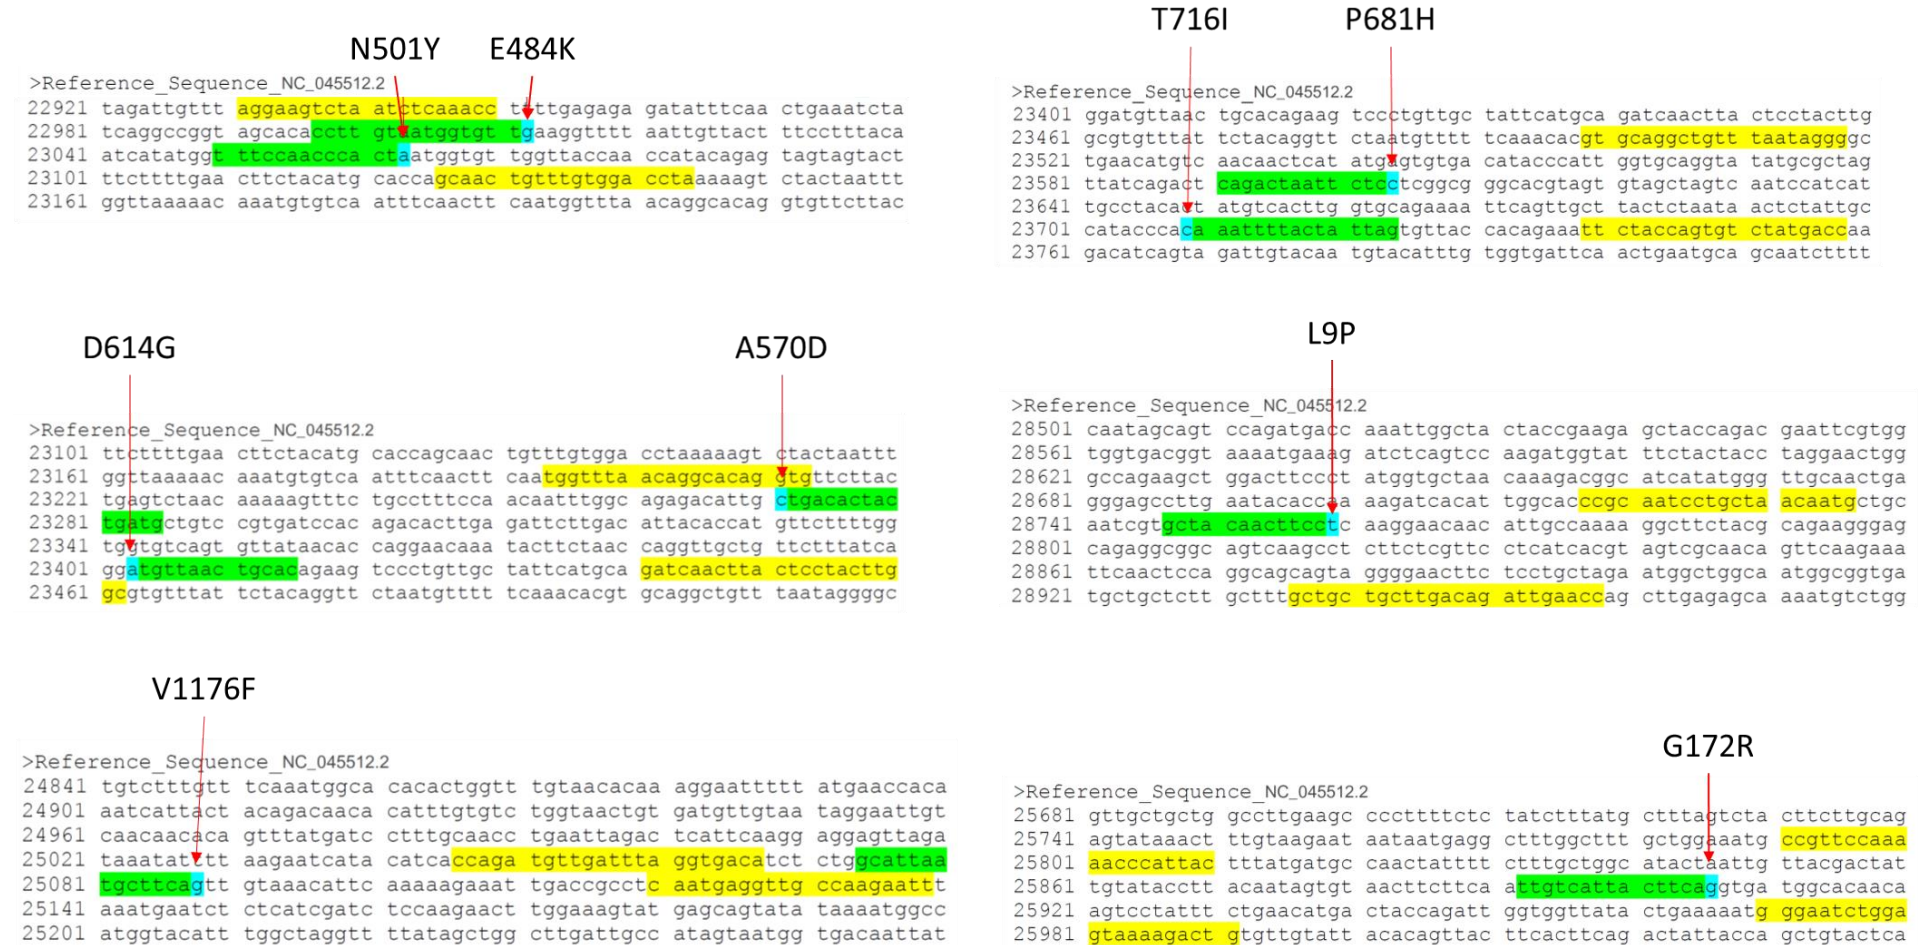 N501Y E484K
>Reference_Sequence_NC_045512.2
22921 tagattgttt aggaagtcta atctcaaacc ttttgagaga gatatttcaa ctgaaatcta
22981 tcaggccggt agcacacctt gtaatggtgt tgaaggtttt aattgttact ttcctttaca
23041 atcatatggt ttccaaccca ctaatggtgt tggttaccaa ccatacagag tagtagtact
23101 ttcttttgaa cttctacatg caccagcaac tgtttgtgga cctaaaaagt ctactaattt
23161 ggttaaaaac aaatgtgtca atttcaactt caatggttta acaggcacag gtgttcttac
T716I P681H
>Reference_Sequence_NC_045512.2
23401 ggatgttaac tgcacagaag tccctgttgc tattcatgca gatcaactta ctcctacttg
23461 gcgtgtttat tctacaggtt ctaatgtttt tcaaacacgt gcaggctgtt taataggggc
23521 tgaacatgtc aacaactcat atgagtgtga catacccatt ggtgcaggta tatgcgctag
23581 ttatcagact cagactaatt ctcctcggcg ggcacgtagt gtagctagtc aatccatcat
23641 tgcctacact atgtcacttg gtgcagaaaa ttcagttgct tactctaata actctattgc
23701 catacccaca aattttacta ttagtgttac cacagaaatt ctaccagtgt ctatgaccaa
23761 gacatcagta gattgtacaa tgtacatttg tggtgattca actgaatgca gcaatctttt
D614G A570D
>Reference_Sequence_NC_045512.2
23101 ttcttttgaa cttctacatg caccagcaac tgtttgtgga cctaaaaagt ctactaattt
23161 ggttaaaaac aaatgtgtca atttcaactt caatggttta acaggcacag gtgttcttac
23221 tgagtctaac aaaaagtttc tgcctttcca acaatttggc agagacattg ctgacactac
23281 tgatgctgtc cgtgatccac agacacttga gattcttgac attacaccat gttcttttgg
23341 tggtgtcagt gttataacac caggaacaaa tacttctaac caggttgctg ttctttatca
23401 ggatgttaac tgcacagaag tccctgttgc tattcatgca gatcaactta ctcctacttg
23461 gcgtgtttat tctacaggtt ctaatgtttt tcaaacacgt gcaggctgtt taataggggc
L9P
>Reference_Sequence_NC_045512.2
28501 caatagcagt ccagatgacc aaattggcta ctaccgaaga gctaccagac gaattcgtgg
28561 tggtgacggt aaaatgaaag atctcagtcc aagatggtat ttctactacc taggaactgg
28621 gccagaagct ggacttccct atggtgctaa caaagacggc atcatatggg ttgcaactga
28681 gggagccttg aatacaccaa aagatcacat tggcacccgc aatcctgcta acaatgctgc
28741 aatcgtgcta caacttcctc aaggaacaac attgccaaaa ggcttctacg cagaagggag
28801 cagaggcggc agtcaagcct cttctcgttc ctcatcacgt agtcgcaaca gttcaagaaa
28861 ttcaactcca ggcagcagta ggggaacttc tcctgctaga atggctggca atggcggtga
28921 tgctgctctt gctttgctgc tgcttgacag attgaaccag cttgagagca aaatgtctgg
V1176F
>Reference_Sequence_NC_045512.2
24841 tgtctttgtt tcaaatggca cacactggtt tgtaacacaa aggaattttt atgaaccaca
24901 aatcattact acagacaaca catttgtgtc tggtaactgt gatgttgtaa taggaattgt
24961 caacaacaca gtttatgatc ctttgcaacc tgaattagac tcattcaagg aggagttaga
25021 taaatatttt aagaatcata catcaccaga tgttgattta ggtgacatct ctggcattaa
25081 tgcttcagtt gtaaacattc aaaaagaaat tgaccgcctc aatgaggttg ccaagaattt
25141 aaatgaatct ctcatcgatc tccaagaact tggaaagtat gagcagtata taaaatggcc
25201 atggtacatt tggctaggtt ttatagctgg cttgattgcc atagtaatgg tgacaattat
G172R
>Reference_Sequence_NC_045512.2
25681 gttgctgctg gccttgaagc cccttttctc tatctttatg ctttagtcta cttcttgcag
25741 agtataaact ttgtaagaat aataatgagg ctttggcttt gctggaaatg ccgttccaaa
25801 aacccattac tttatgatgc caactatttt ctttgctggc atactaattg ttacgactat
25861 tgtatacctt acaatagtgt aacttcttca attgtcatta cttcaggtga tggcacaaca
25921 agtcctattt ctgaacatga ctaccagatt ggtggttata ctgaaaaatg ggaatctgga
25981 gtaaaagact gtgttgtatt acacagttac ttcacttcag actattacca gctgtactca